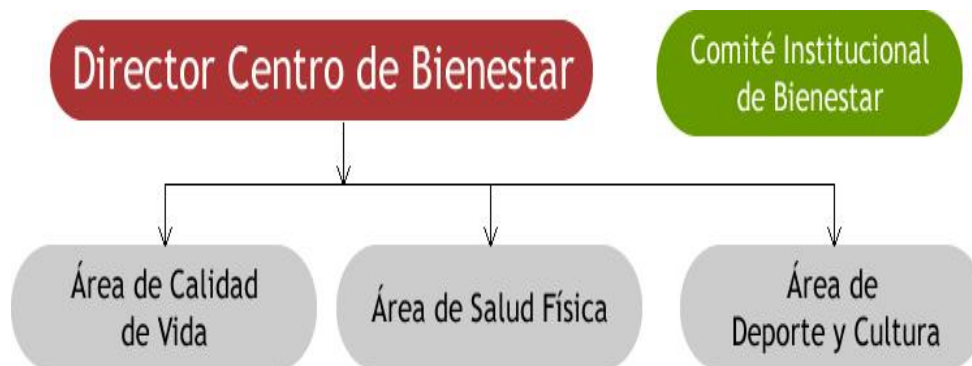 Director Centro de Bienestar
Comité Institucional
de Bienestar
Área de Calidad
de Vida
Área de Salud Física
Área de
Deporte y Cultura